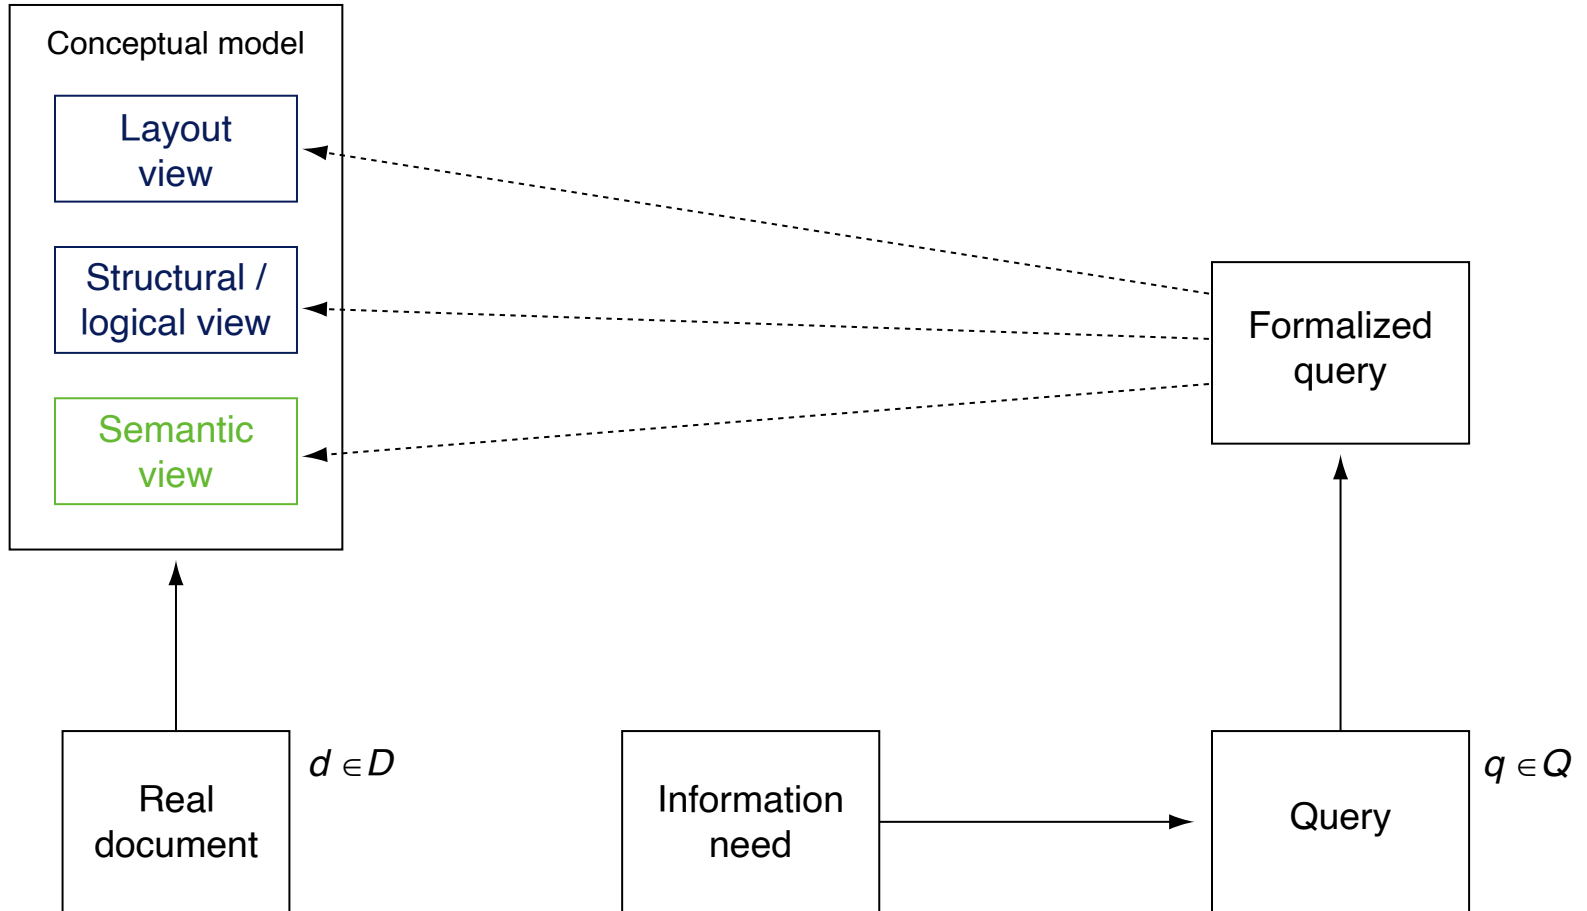 Conceptual model
Layout
view
Structural /
logical view
Semantic
view
Formalized
query
Real
document
d ∈ D
Information
need
Query
q ∈ Q